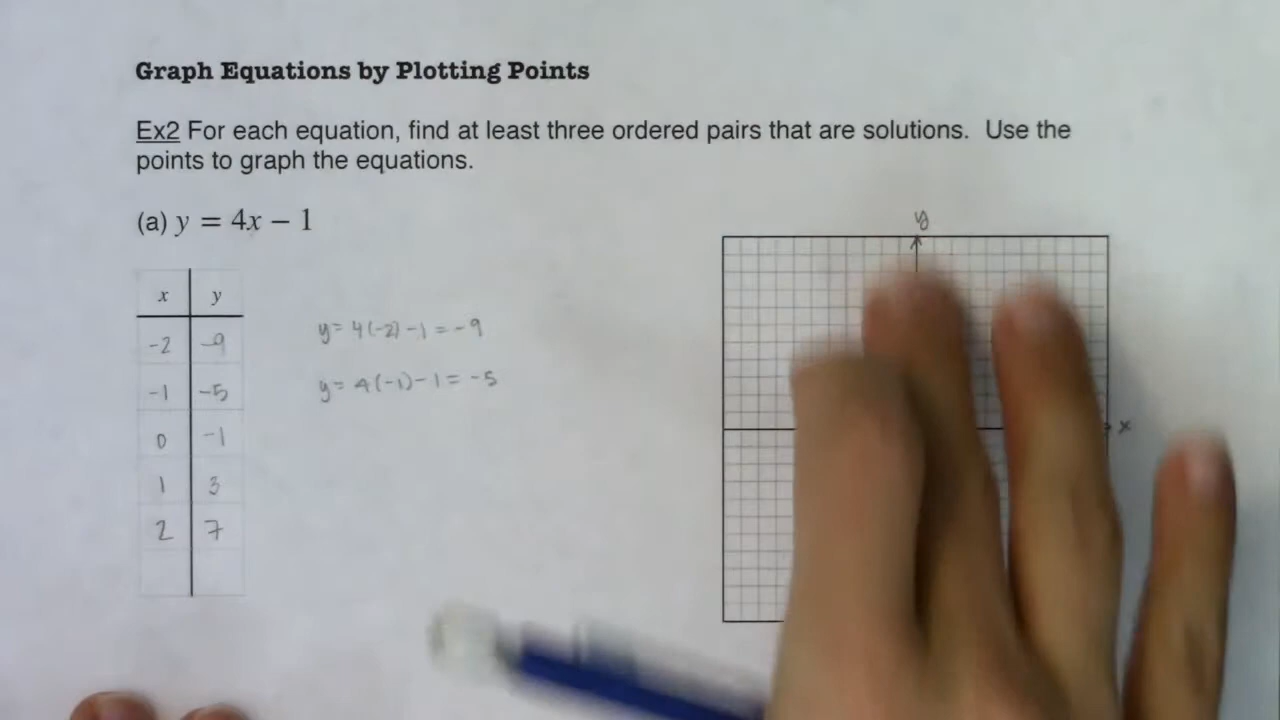 Graph Equations by Plotting Points
Ex2 For each equation, find at least three ordered pairs that are solutions. Use the
points to graph the equations.
(a) y = 4x − 1
y
x y
-2 -9
y = 4(-2) - 1 = -9
-1 -5
y = 4(-1) - 1 = -5
x
0 -1
1 3
2 7